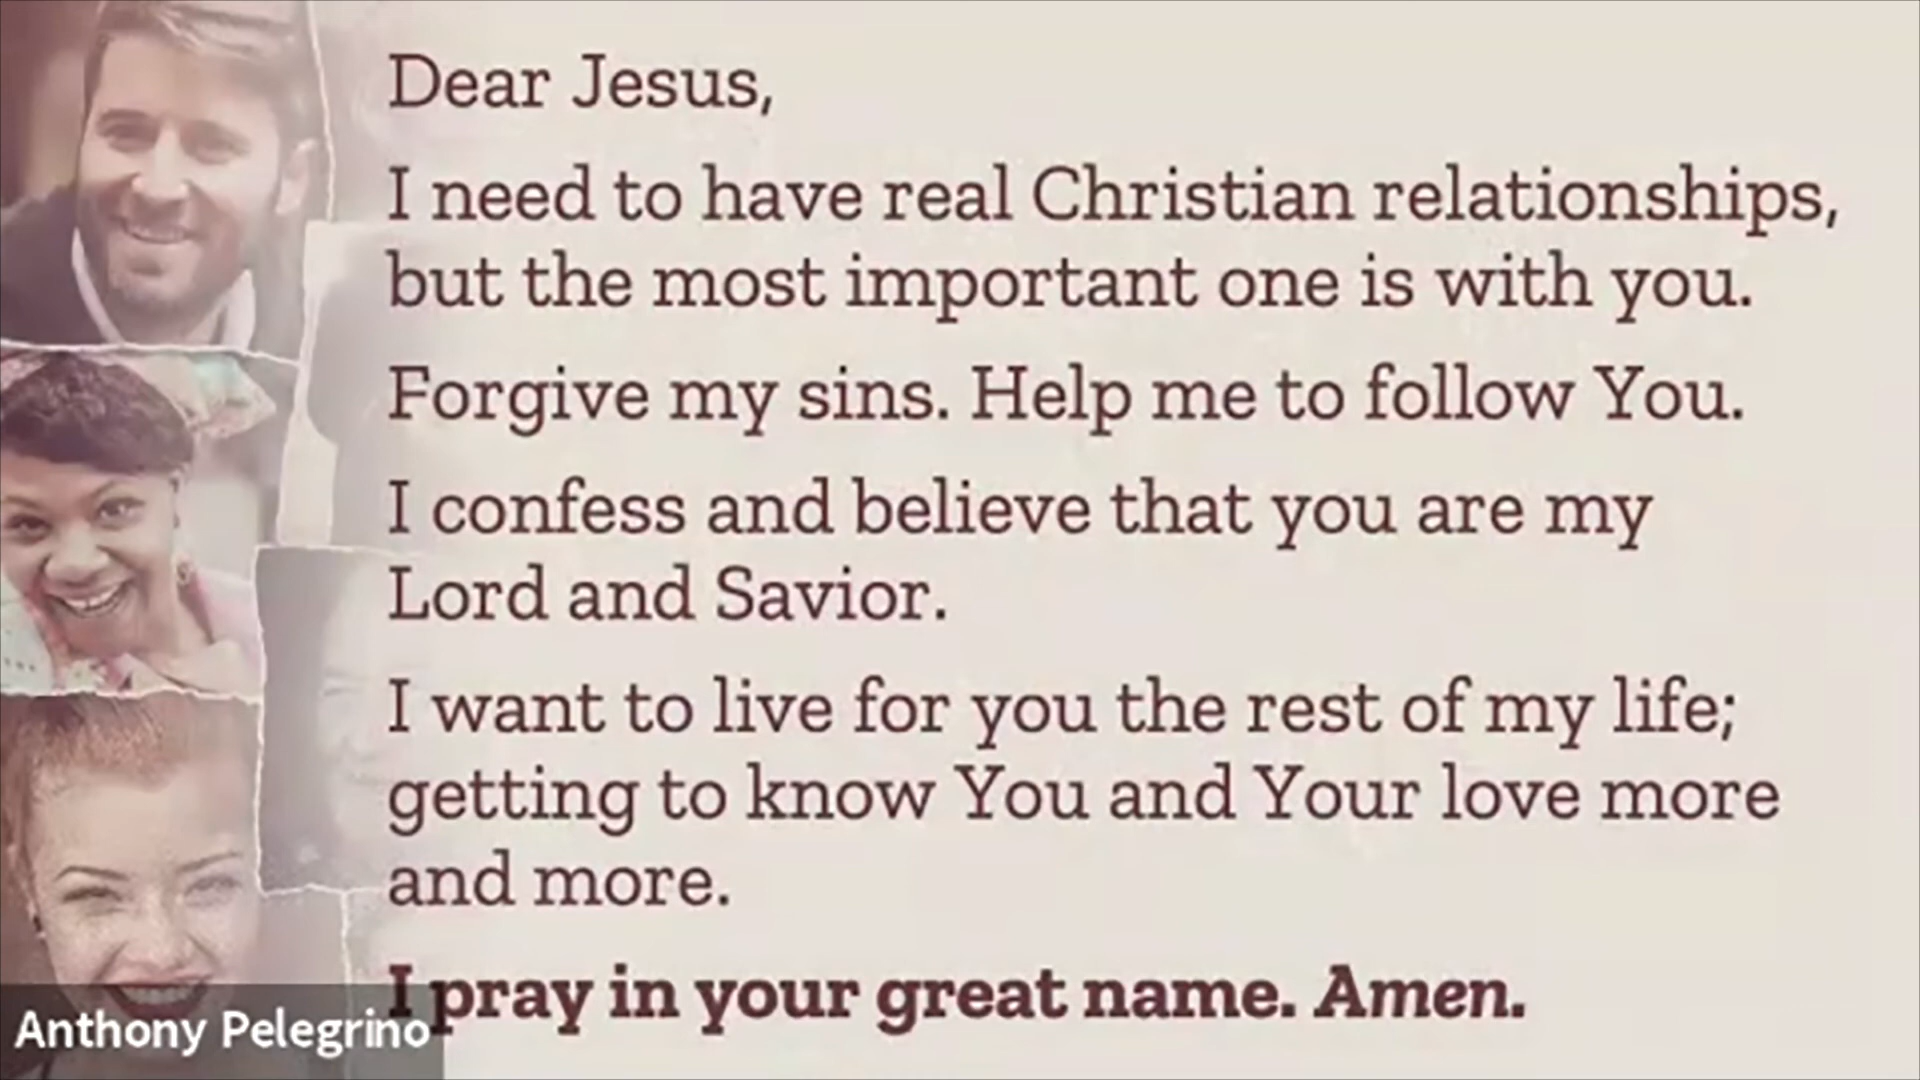 Dear Jesus,
I need to have real Christian relationships,
but the most important one is with you.
Forgive my sins. Help me to follow You.
I confess and believe that you are my
Lord and Savior.
I want to live for you the rest of my life;
getting to know You and Your love more
and more.
I pray in your great name. Amen.
Anthony Pelegrino